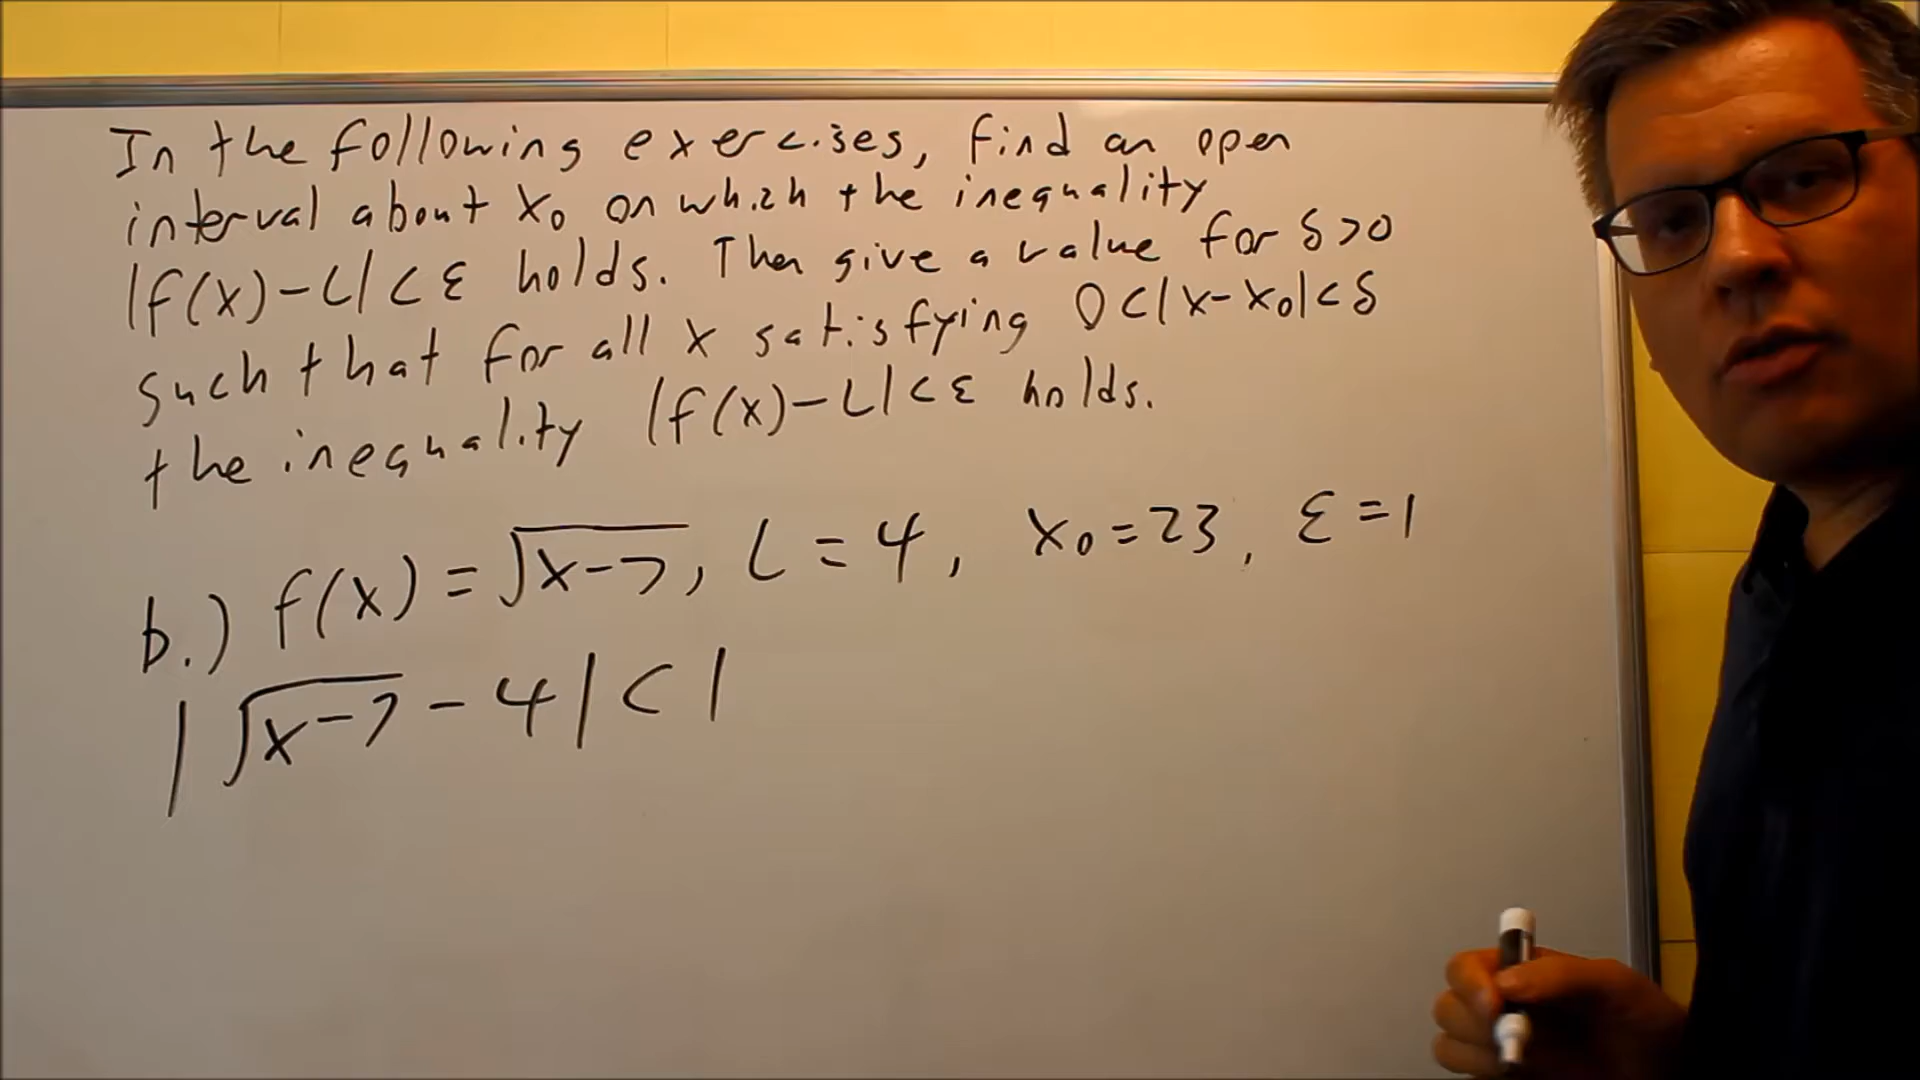 In the following exercises, find an open
interval about x₀ on which the inequality
|f(x)-L|<ε holds. Then give a value for δ>0
such that for all x satisfying 0<|x-x₀|<δ
the inequality |f(x)-L|<ε holds.
b.) f(x)=√(x-7), L=4, x₀=23, ε=1
|√(x-7)-4|<1